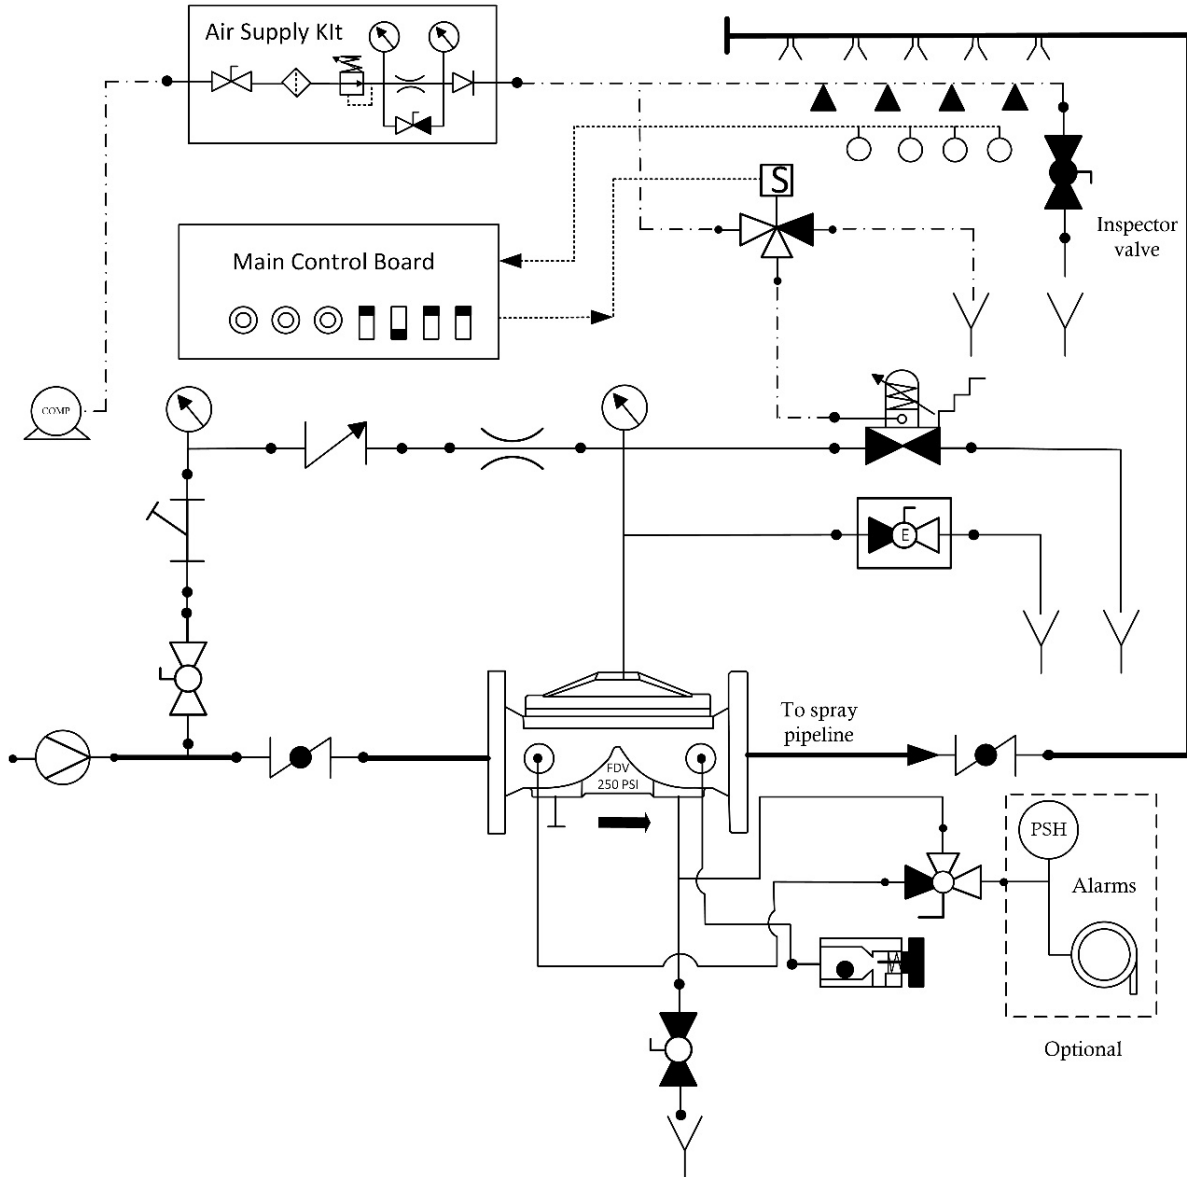 Air Supply KIt
S
Inspector
valve
Main Control Board
COMP
E
To spray
pipeline
FDV
250 PSI
PSH
Alarms
Optional